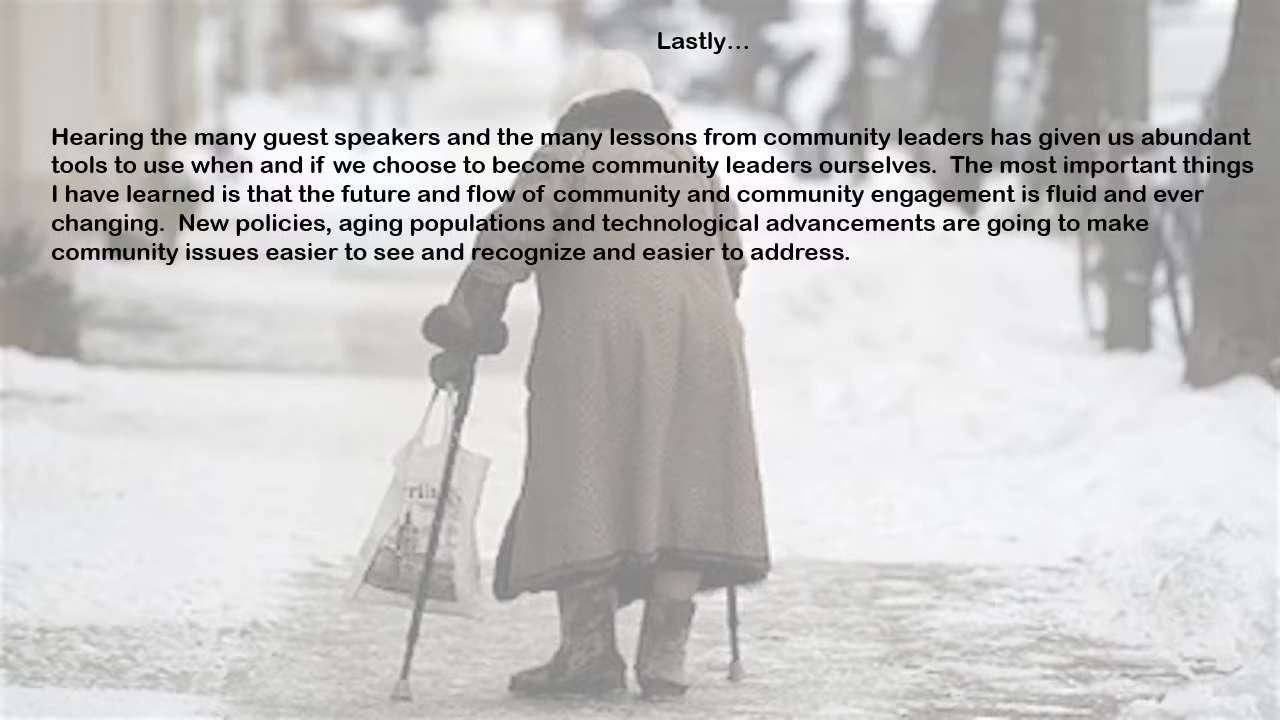 Lastly…
Hearing the many guest speakers and the many lessons from community leaders has given us abundant
tools to use when and if we choose to become community leaders ourselves.  The most important things
I have learned is that the future and flow of community and community engagement is fluid and ever
changing.  New policies, aging populations and technological advancements are going to make
community issues easier to see and recognize and easier to address.